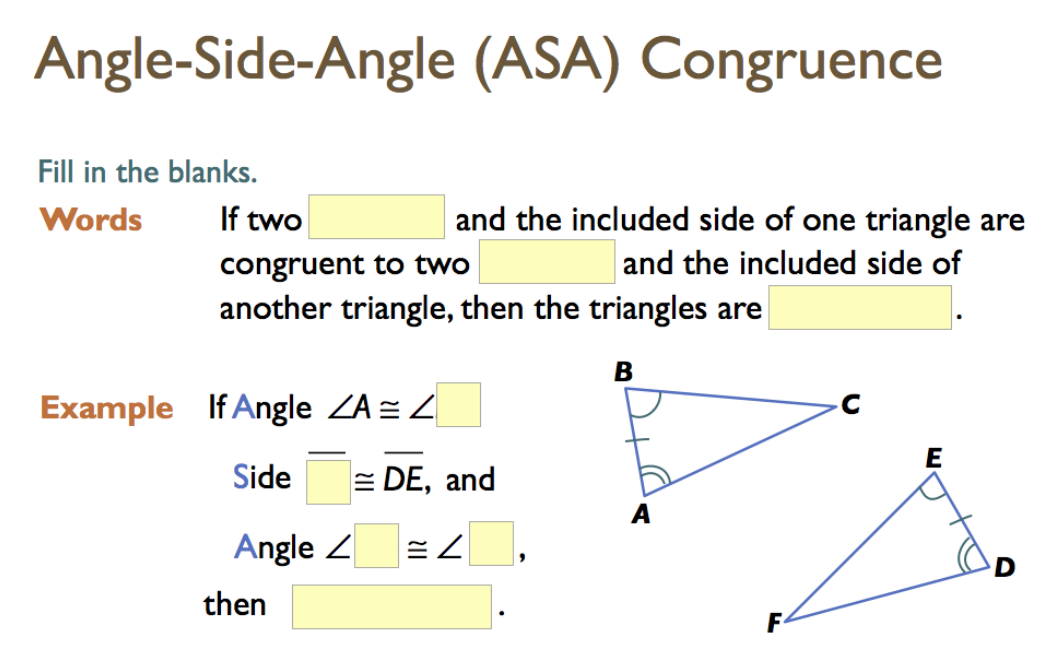 Angle-Side-Angle (ASA) Congruence
Fill in the blanks.
Words If two and the included side of one triangle are
congruent to two and the included side of
another triangle, then the triangles are .
Example If Angle ∠A ≅ ∠
Side ≅ DE, and
Angle ∠ ≅ ∠ ,
then .
B
C
A
E
D
F